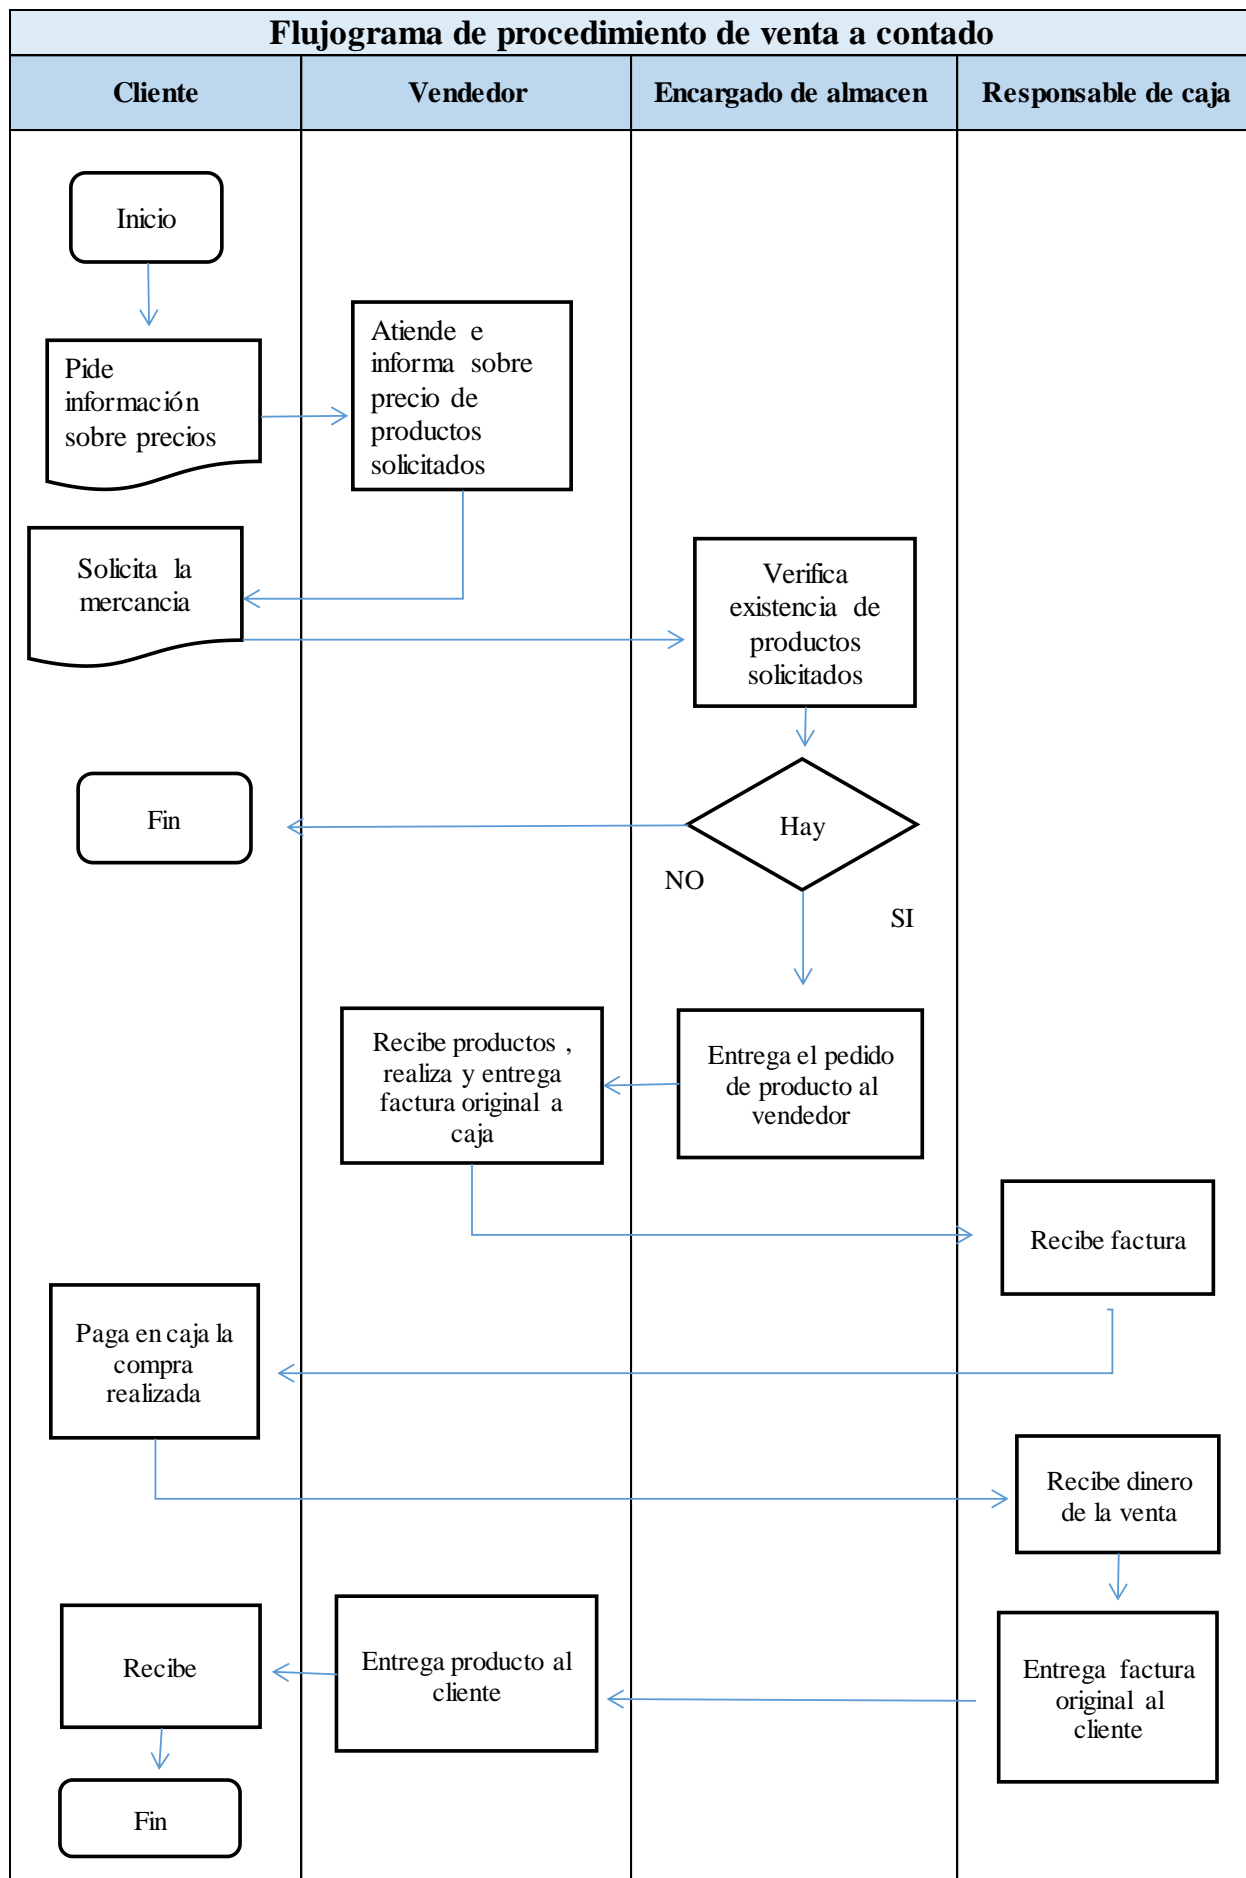 Flujograma de procedimiento de venta a contado
Cliente
Vendedor
Encargado de almacen
Responsable de caja
Inicio
Pide
información
sobre precios
Atiende e
informa sobre
precio de
productos
solicitados
Solicita la
mercancia
Verifica
existencia de
productos
solicitados
Fin
Hay
NO
SI
Recibe productos ,
realiza y entrega
factura original a
caja
Entrega el pedido
de producto al
vendedor
Recibe factura
Paga en caja la
compra
realizada
Recibe dinero
de la venta
Recibe
Entrega producto al
cliente
Entrega factura
original al
cliente
Fin